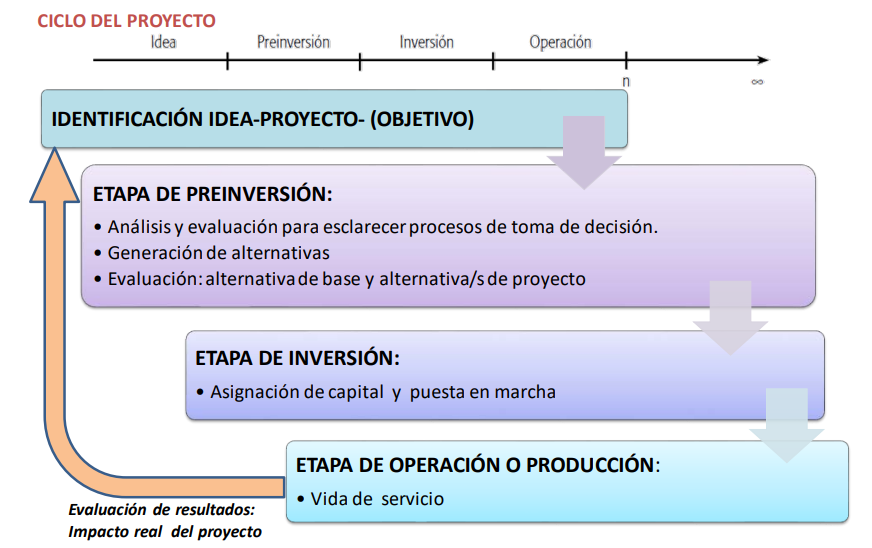 CICLO DEL PROYECTO
Idea Preinversión Inversión Operación
n ∞
IDENTIFICACIÓN IDEA-PROYECTO- (OBJETIVO)
ETAPA DE PREINVERSIÓN:
• Análisis y evaluación para esclarecer procesos de toma de decisión.
• Generación de alternativas
• Evaluación: alternativa de base y alternativa/s de proyecto
ETAPA DE INVERSIÓN:
• Asignación de capital y puesta en marcha
ETAPA DE OPERACIÓN O PRODUCCIÓN:
• Vida de servicio
Evaluación de resultados:
Impacto real del proyecto